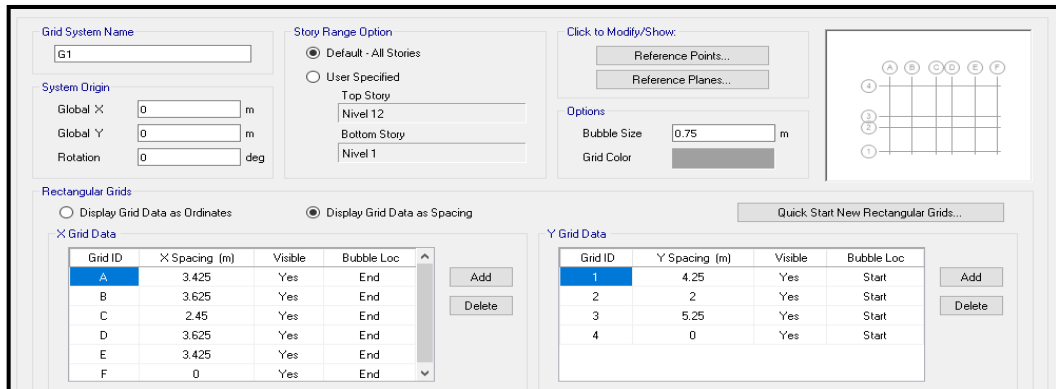 Grid System Name
G1
System Origin
Global X 0 m
Global Y 0 m
Rotation 0 deg
Story Range Option
Default - All Stories
User Specified
Top Story
Nivel 12
Bottom Story
Nivel 1
Click to Modify/Show:
Reference Points...
Reference Planes...
Options
Bubble Size 0.75 m
Grid Color
A B C D E F
4
3
2
1
Rectangular Grids
Display Grid Data as Ordinates Display Grid Data as Spacing Quick Start New Rectangular Grids...
X Grid Data
Grid ID X Spacing (m) Visible Bubble Loc
A 3.425 Yes End
B 3.625 Yes End
C 2.45 Yes End
D 3.625 Yes End
E 3.425 Yes End
F 0 Yes End
Add
Delete
Y Grid Data
Grid ID Y Spacing (m) Visible Bubble Loc
1 4.25 Yes Start
2 2 Yes Start
3 5.25 Yes Start
4 0 Yes Start
Add
Delete